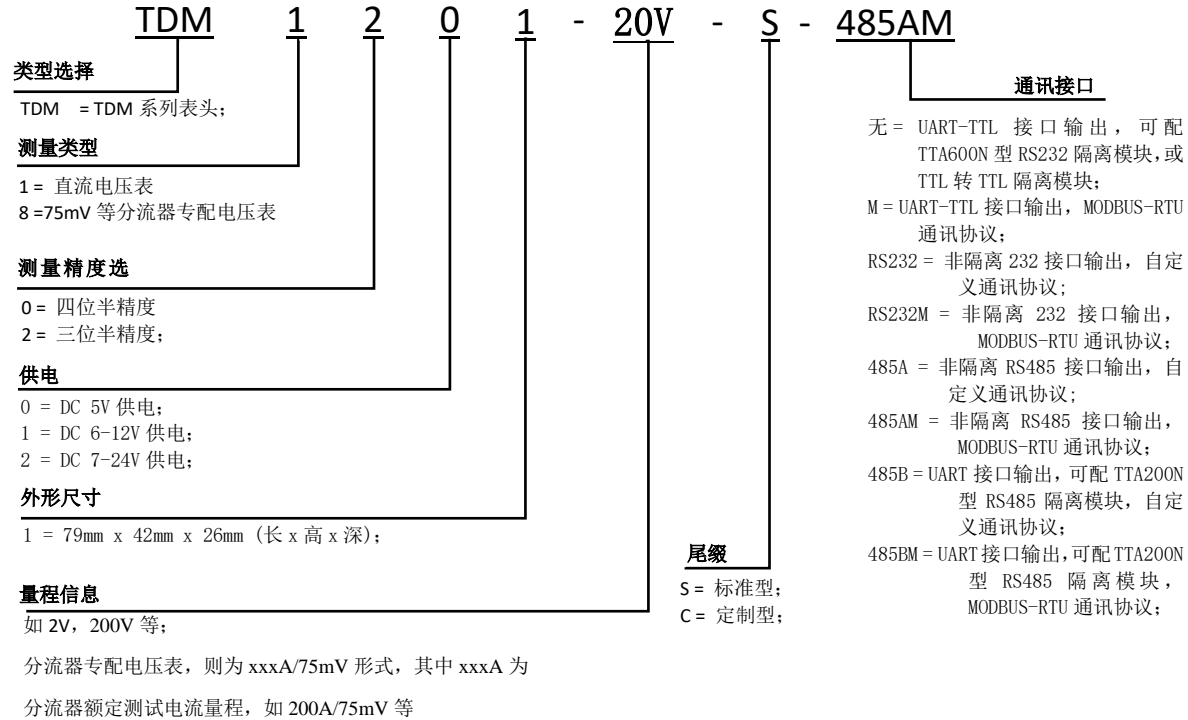 TDM 1 2 0 1 - 20V - S - 485AM
类型选择
TDM = TDM 系列表头；
测量类型
1 = 直流电压表
8 =75mV 等分流器专配电压表
测量精度选
0 = 四位半精度
2 = 三位半精度；
供电
0 = DC 5V 供电；
1 = DC 6-12V 供电；
2 = DC 7-24V 供电；
外形尺寸
1 = 79mm x 42mm x 26mm (长 x 高 x 深)；
量程信息
如 2V，200V 等；
分流器专配电压表，则为 xxxA/75mV 形式，其中 xxxA 为
分流器额定测试电流量程，如 200A/75mV 等
尾缀
S = 标准型；
C = 定制型；
通讯接口
无 = UART-TTL 接口输出，可配
TTA600N 型 RS232 隔离模块，或
TTL 转 TTL 隔离模块；
M = UART-TTL 接口输出，MODBUS-RTU
通讯协议；
RS232 = 非隔离 232 接口输出，自定
义通讯协议；
RS232M = 非隔离 232 接口输出，
MODBUS-RTU 通讯协议；
485A = 非隔离 RS485 接口输出，自
定义通讯协议；
485AM = 非隔离 RS485 接口输出，
MODBUS-RTU 通讯协议；
485B = UART 接口输出，可配 TTA200N
型 RS485 隔离模块，自定
义通讯协议；
485BM = UART 接口输出，可配 TTA200N
型 RS485 隔离模块，
MODBUS-RTU 通讯协议；